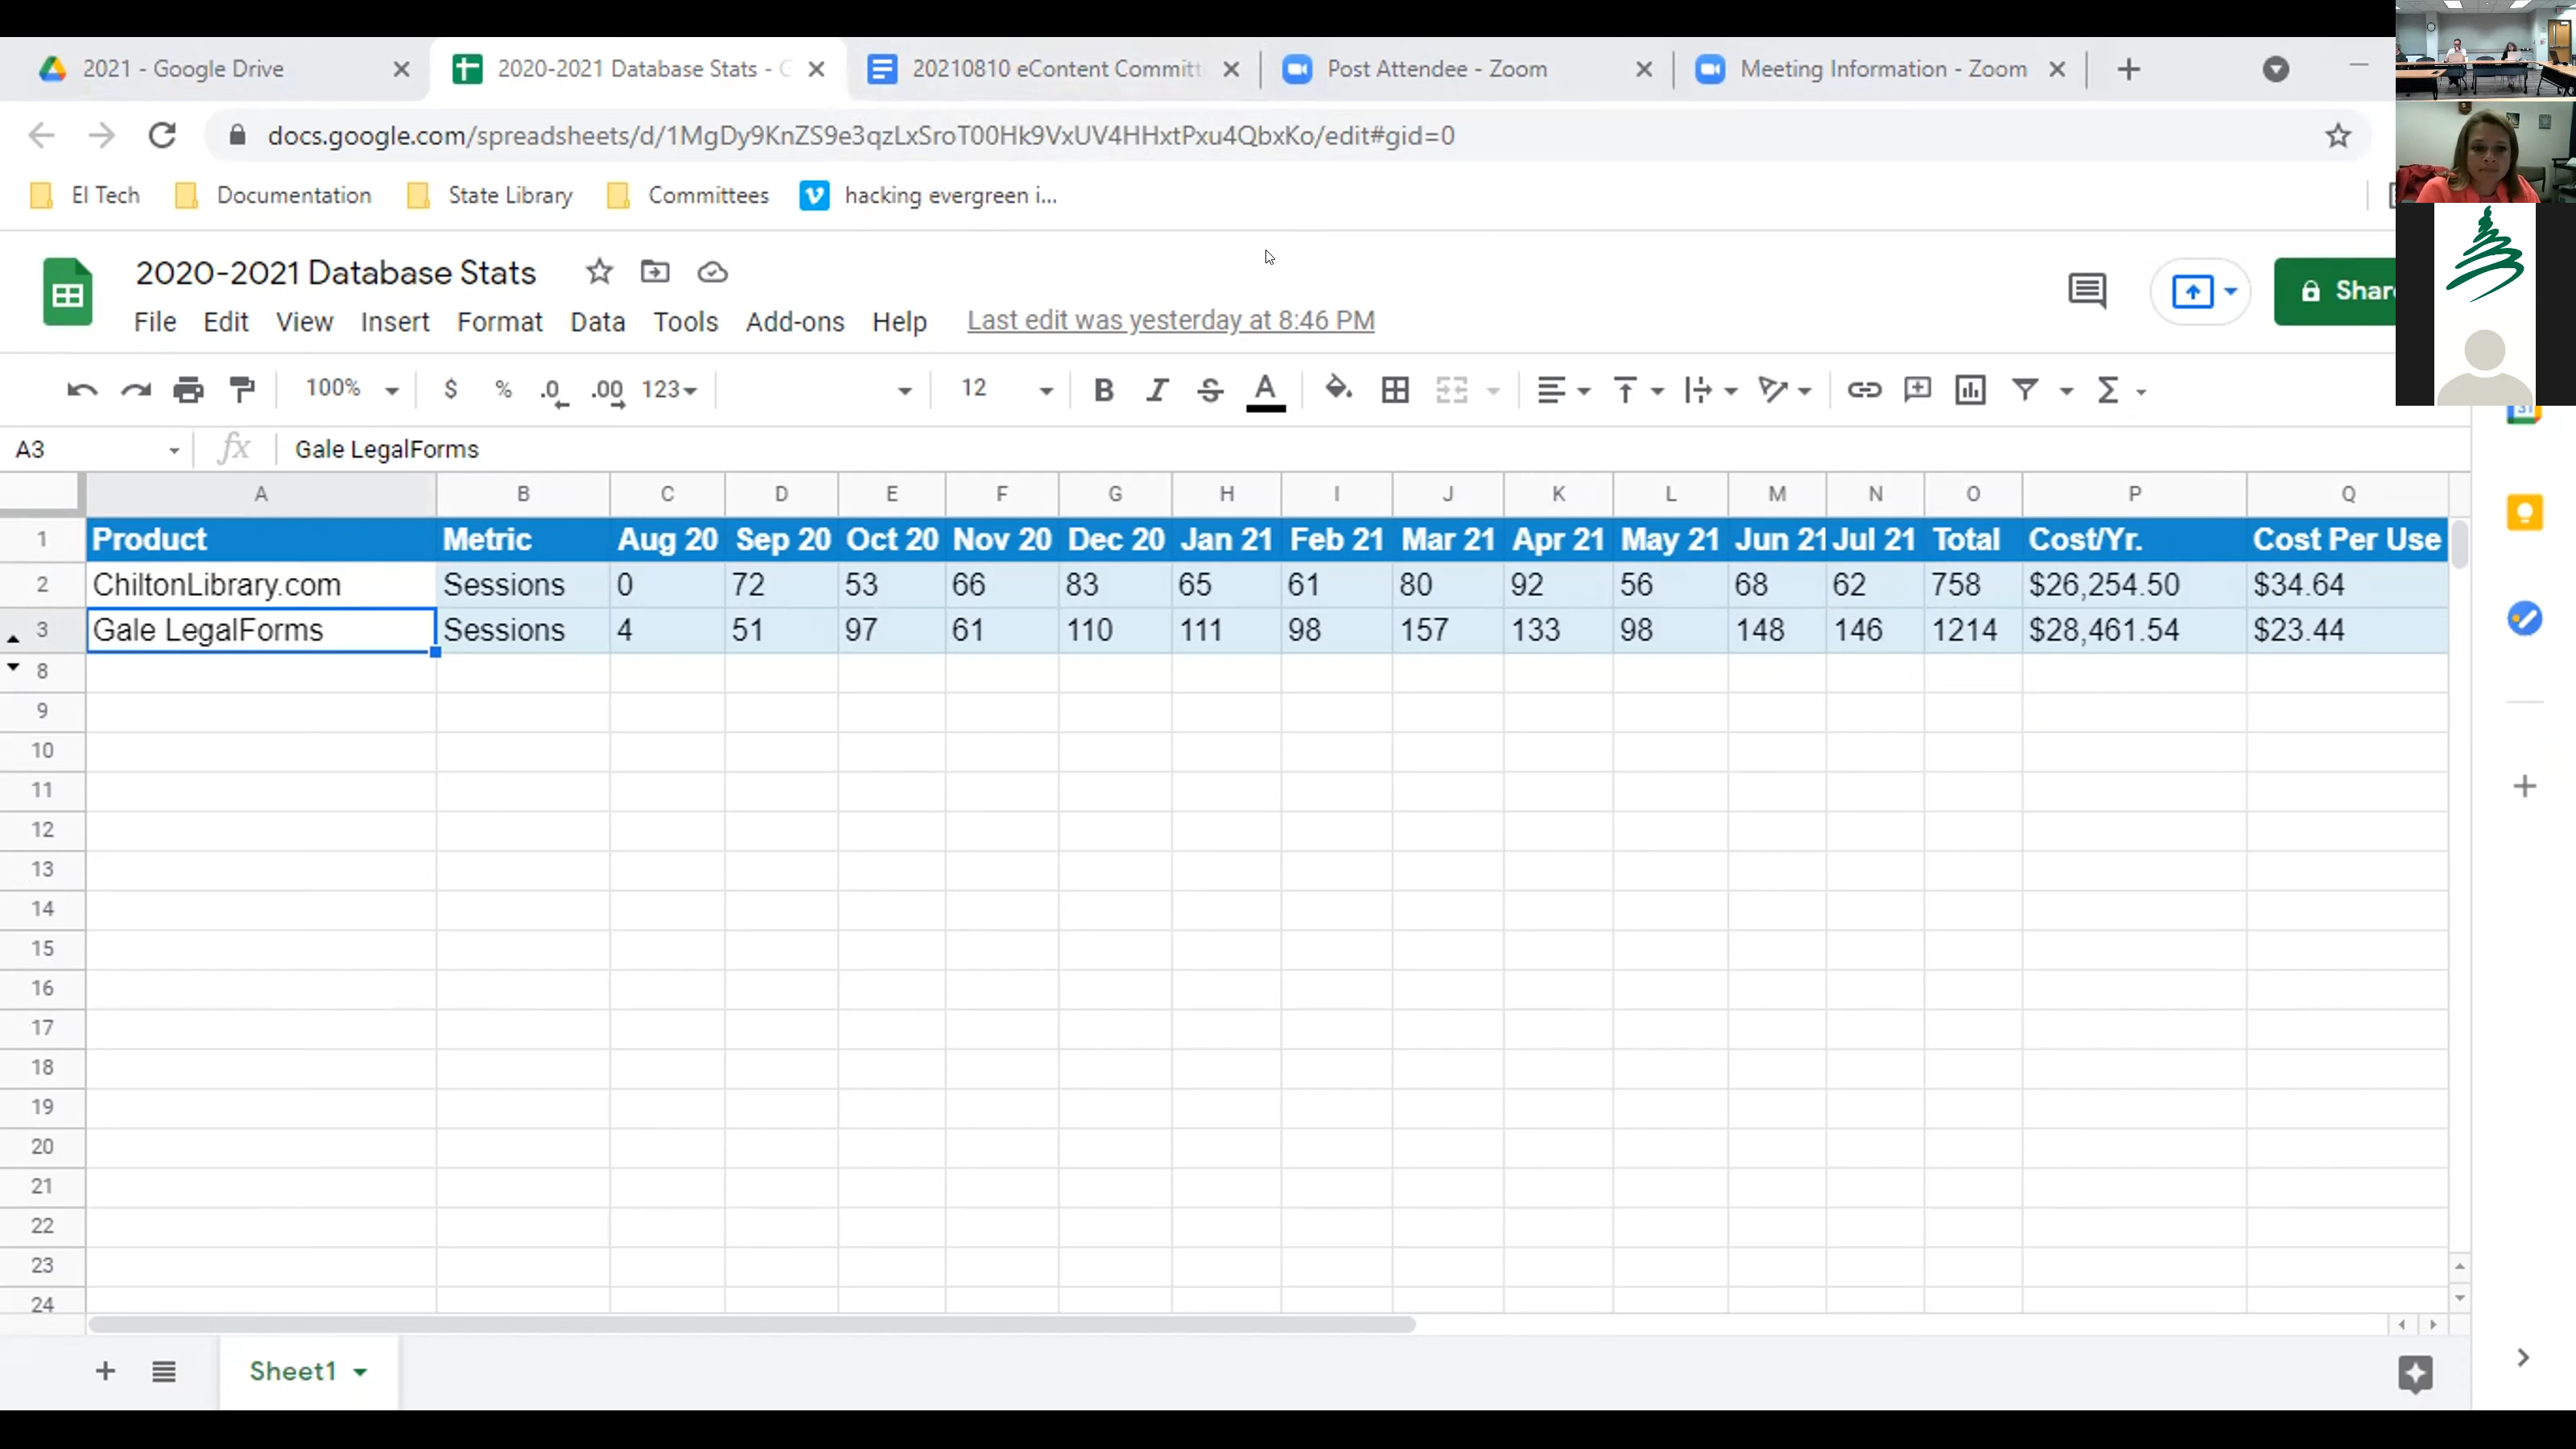 2021 - Google Drive
2020-2021 Database Stats - G
20210810 eContent Committ
Post Attendee - Zoom
Meeting Information - Zoom
docs.google.com/spreadsheets/d/1MgDy9KnZS9e3qzLxSroT00Hk9VxUV4HHxtPxu4QbxKo/edit#gid=0
EI Tech Documentation State Library Committees hacking evergreen i...
2020-2021 Database Stats
File Edit View Insert Format Data Tools Add-ons Help Last edit was yesterday at 8:46 PM
Shar
100% $ % .0 .00 123 12 B I S A
31
A3 fx Gale LegalForms
A B C D E F G H I J K L M N O P Q
1 Product Metric Aug 20 Sep 20 Oct 20 Nov 20 Dec 20 Jan 21 Feb 21 Mar 21 Apr 21 May 21 Jun 21 Jul 21 Total Cost/Yr. Cost Per Use
2 ChiltonLibrary.com Sessions 0 72 53 66 83 65 61 80 92 56 68 62 758 $26,254.50 $34.64
3 Gale LegalForms Sessions 4 51 97 61 110 111 98 157 133 98 148 146 1214 $28,461.54 $23.44
8
9
10
11
12
13
14
15
16
17
18
19
20
21
22
23
24
Sheet1